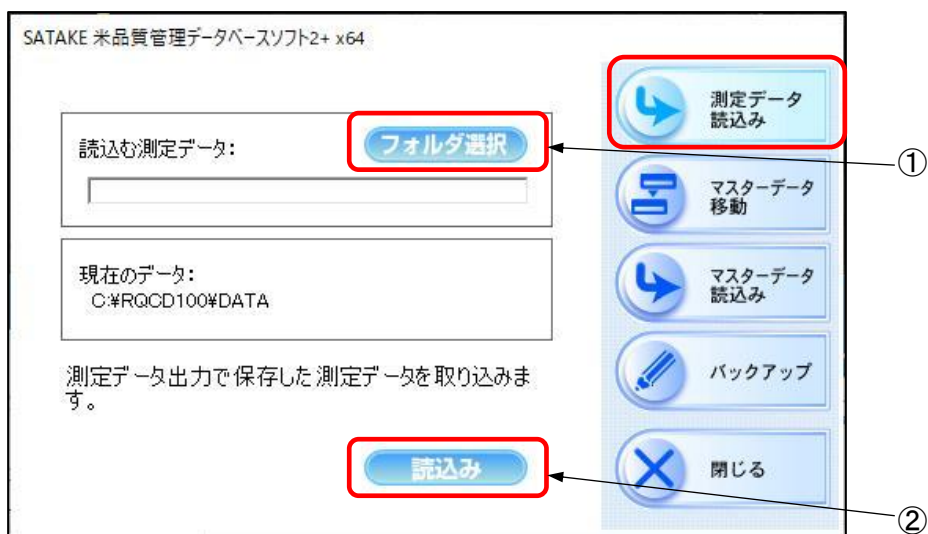 SATAKE 米品質管理データベースソフト2+ x64
読込む測定データ:
フォルダ選択
①
現在のデータ:
C:¥RQCD100¥DATA
測定データ出力で保存した測定データを取り込みま
す。
読込み
②
測定データ
読込み
マスターデータ
移動
マスターデータ
読込み
バックアップ
閉じる